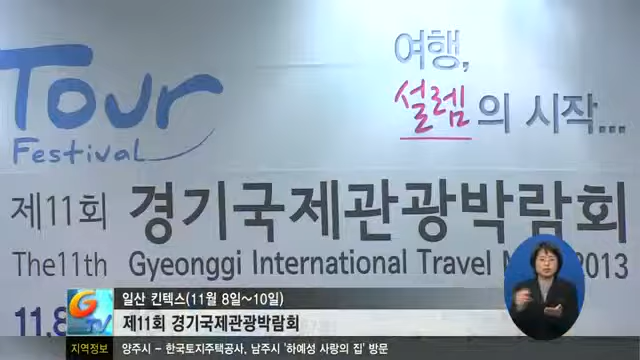 Tour
Festival
여행,
설렘의 시작...
제11회 경기국제관광박람회
The11th Gyeonggi International Travel M 2013
11.8
GTV
일산 킨텍스(11월 8일~10일)
제11회 경기국제관광박람회
지역정보 양주시 - 한국토지주택공사, 남주시 '하예성 사랑의 집' 방문